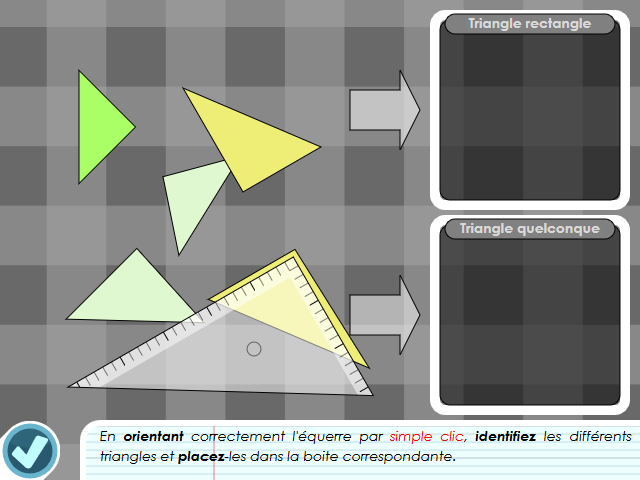 Triangle rectangle
Triangle quelconque
En orientant correctement l'équerre par simple clic, identifiez les différents
triangles et placez-les dans la boite correspondante.